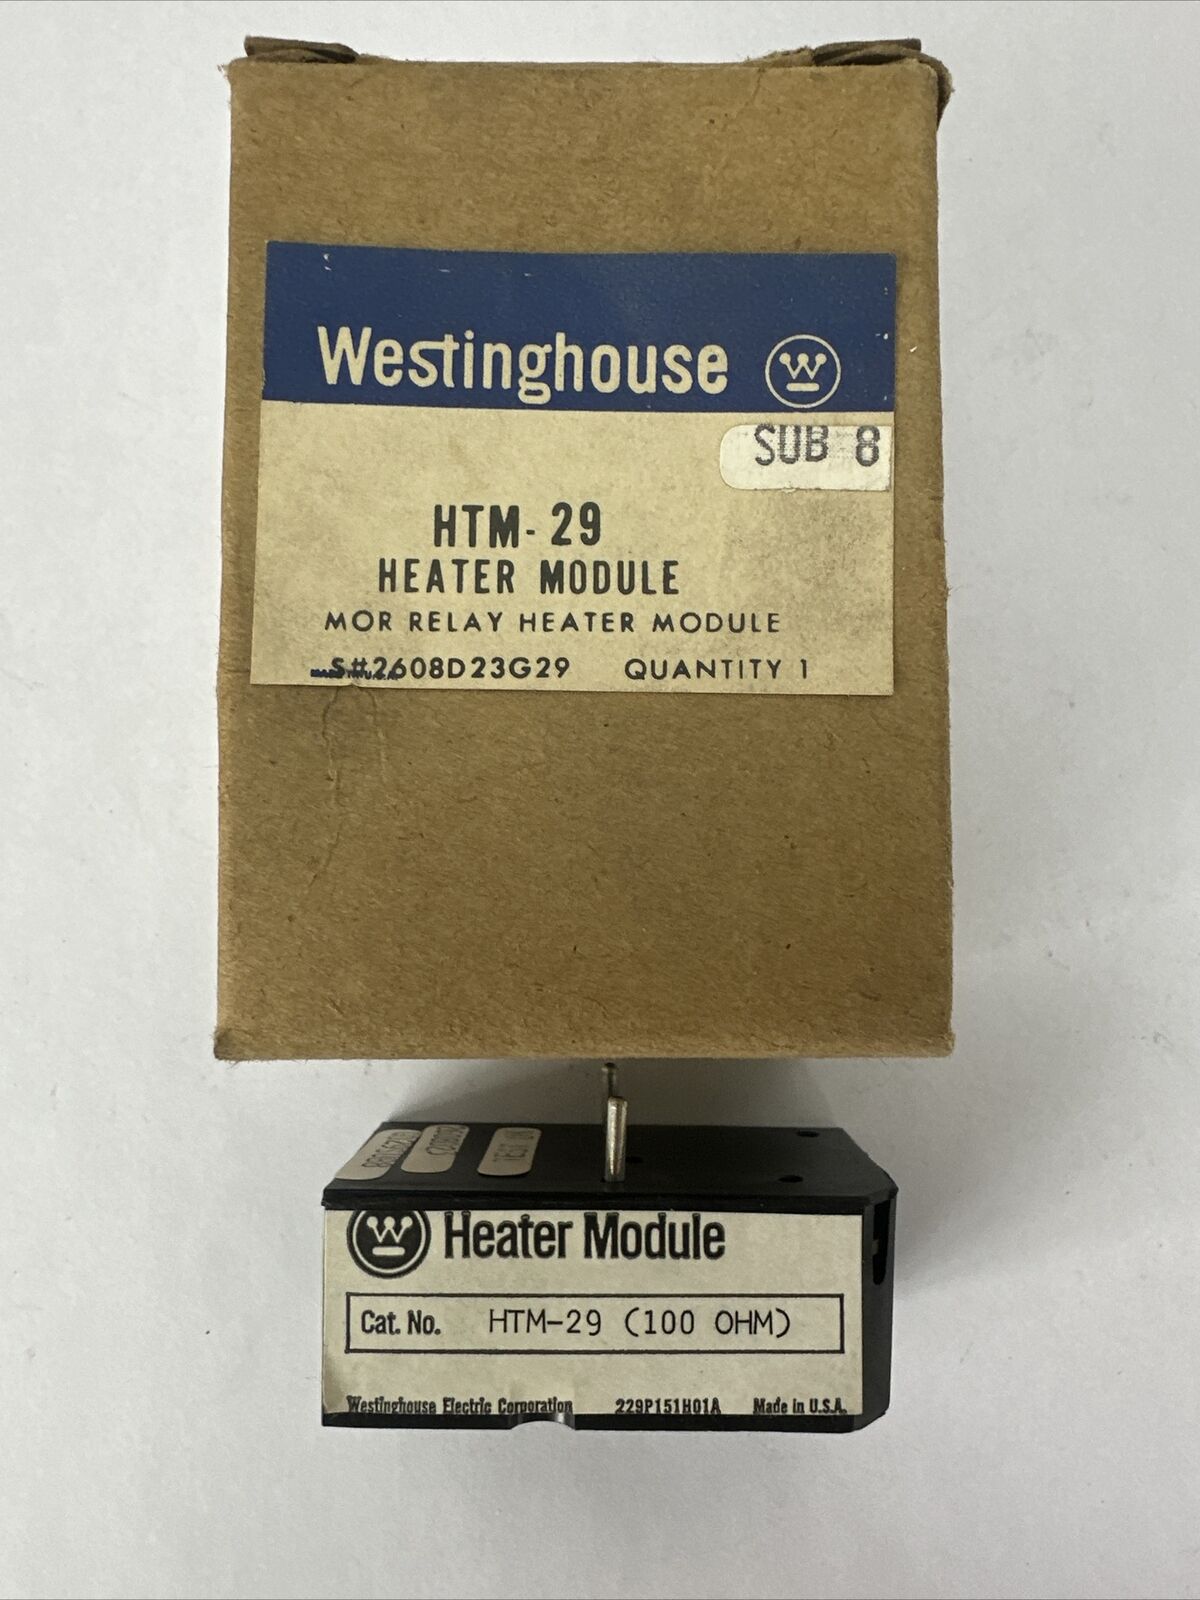 Westinghouse W
SUB 8
HTM-29
HEATER MODULE
MOR RELAY HEATER MODULE
S#2608D23G29 QUANTITY 1
TEST
W Heater Module
Cat. No. HTM-29 (100 OHM)
Westinghouse Electric Corporation 229P151H01A Made in U.S.A.